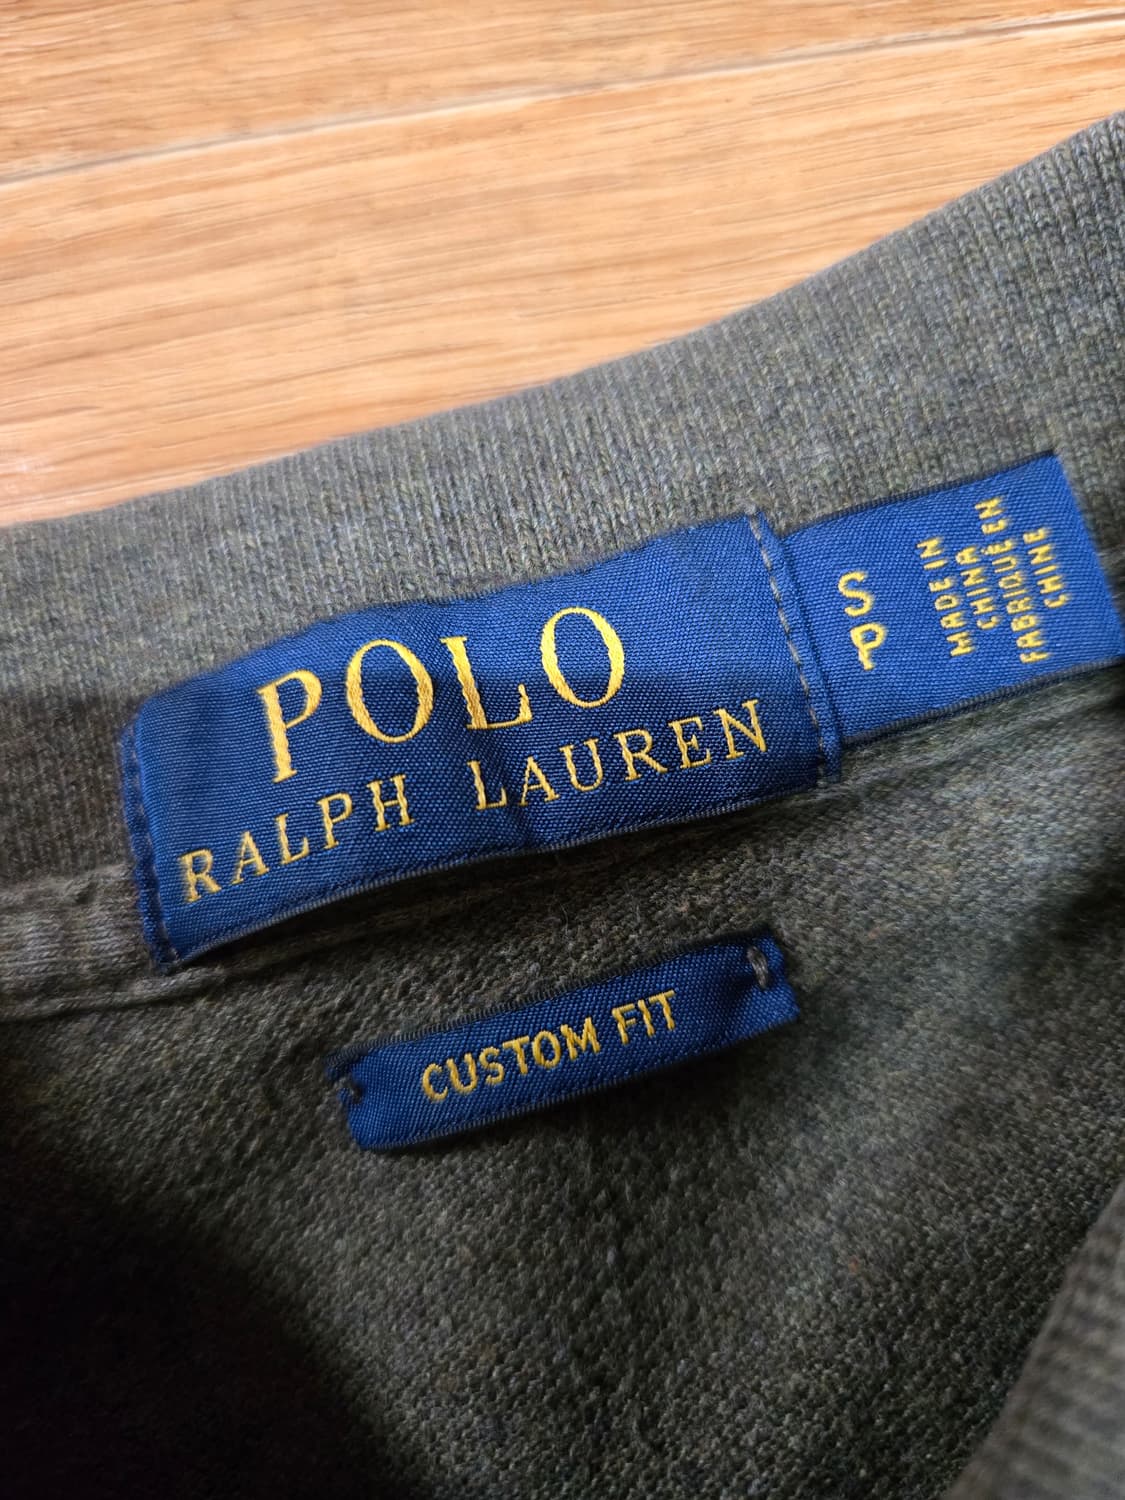 POLO
RALPH LAUREN
S
P
MADE IN
CHINA
FABRIQUÉ EN
CHINE
CUSTOM FIT